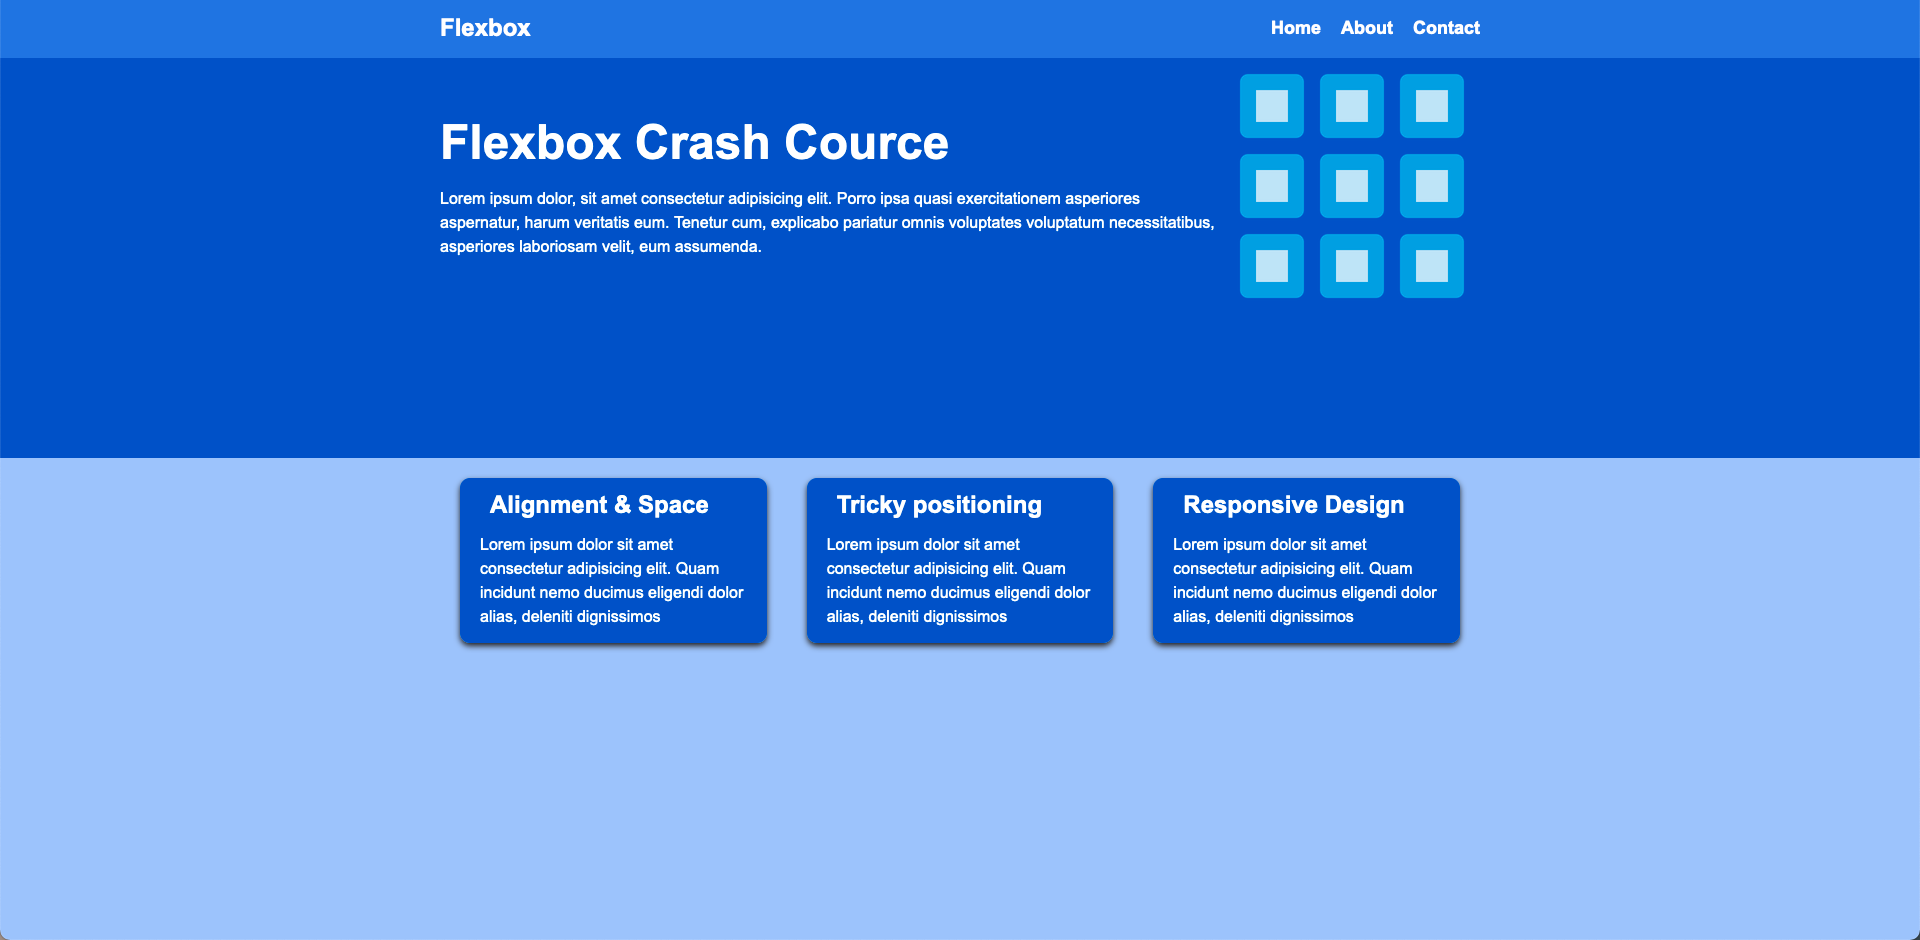 Flexbox
Home About Contact
Flexbox Crash Cource
Lorem ipsum dolor, sit amet consectetur adipisicing elit. Porro ipsa quasi exercitationem asperiores
aspernatur, harum veritatis eum. Tenetur cum, explicabo pariatur omnis voluptates voluptatum necessitatibus,
asperiores laboriosam velit, eum assumenda.
Alignment & Space
Lorem ipsum dolor sit amet
consectetur adipisicing elit. Quam
incidunt nemo ducimus eligendi dolor
alias, deleniti dignissimos
Tricky positioning
Lorem ipsum dolor sit amet
consectetur adipisicing elit. Quam
incidunt nemo ducimus eligendi dolor
alias, deleniti dignissimos
Responsive Design
Lorem ipsum dolor sit amet
consectetur adipisicing elit. Quam
incidunt nemo ducimus eligendi dolor
alias, deleniti dignissimos